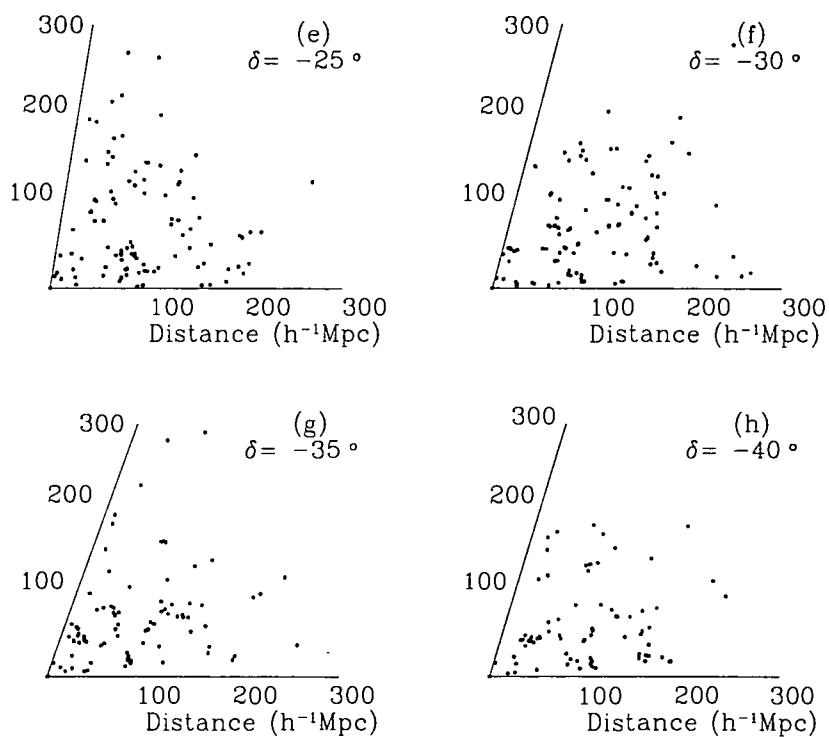 300
(e)
δ= −25 °
200
100
100 200 300
Distance (h⁻¹Mpc)
300
(f)
δ= −30 °
200
100
100 200 300
Distance (h⁻¹Mpc)
300
(g)
δ= −35 °
200
100
100 200 300
Distance (h⁻¹Mpc)
300
(h)
δ= −40 °
200
100
100 200 300
Distance (h⁻¹Mpc)